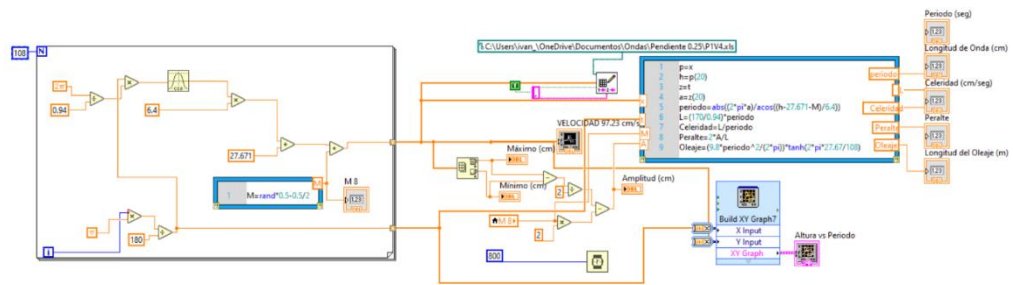 Periodo (seg)
Longitud de Onda (cm)
Celeridad (cm/seg)
Peralte
Longitud del Oleaje (m)
108
N
C:\Users\ivan_\OneDrive\Documentos\Ondas\Pendiente 0.25\P1V4.xls
2π
0.94
COS
6.4
27.671
1 M=rand*0.5-0.5/2
M
M 8
π
180
i
VELOCIDAD 97.23 cm/s
Máximo (cm)
Mínimo (cm)
2
M 8
2
Amplitud (cm)
800
1 p=x
2 h=p(20)
3 z=t
4 a=z(20)
5 periodo=abs((2*pi*a)/acos((h-27.671-M)/6.4))
6 L=(170/0.94)*periodo
7 Celeridad=L/periodo
8 Peralte=2*A/L
9 Oleaje=(9.8*periodo^2/(2*pi))*tanh(2*pi*27.67/108)
M
A
periodo
Celeridad
Peralte
Oleaje
Build XY Graph7
X Input
Y Input
XY Graph
Altura vs Periodo